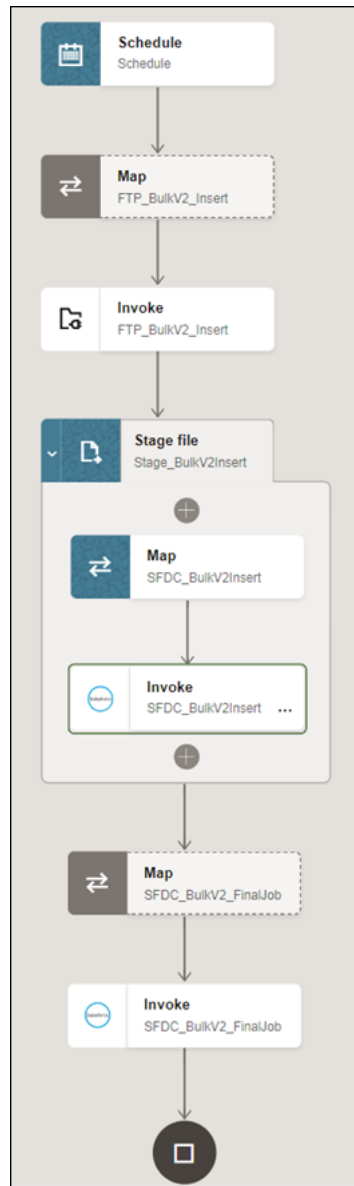 Schedule
Schedule
Map
FTP_BulkV2_Insert
Invoke
FTP_BulkV2_Insert
Stage file
Stage_BulkV2Insert
Map
SFDC_BulkV2Insert
Invoke
SFDC_BulkV2Insert ...
Map
SFDC_BulkV2_FinalJob
Invoke
SFDC_BulkV2_FinalJob